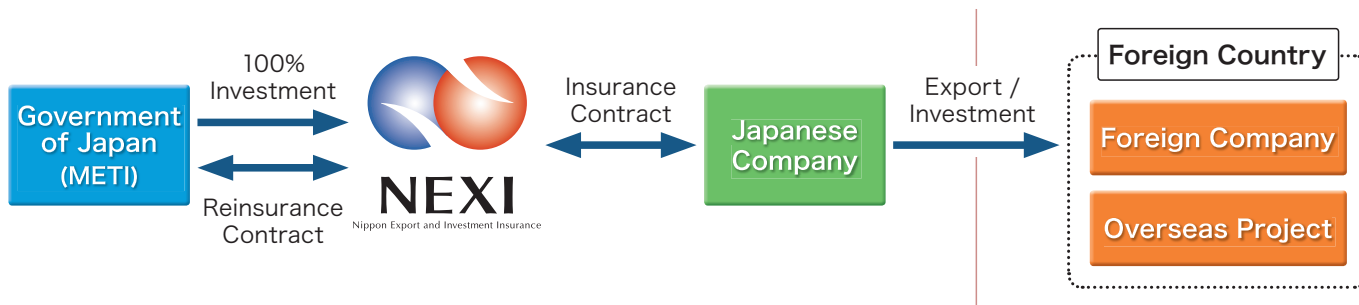 100%
Investment
Government
of Japan
(METI)
Reinsurance
Contract
NEXI
Nippon Export and Investment Insurance
Insurance
Contract
Japanese
Company
Export /
Investment
Foreign Country
Foreign Company
Overseas Project